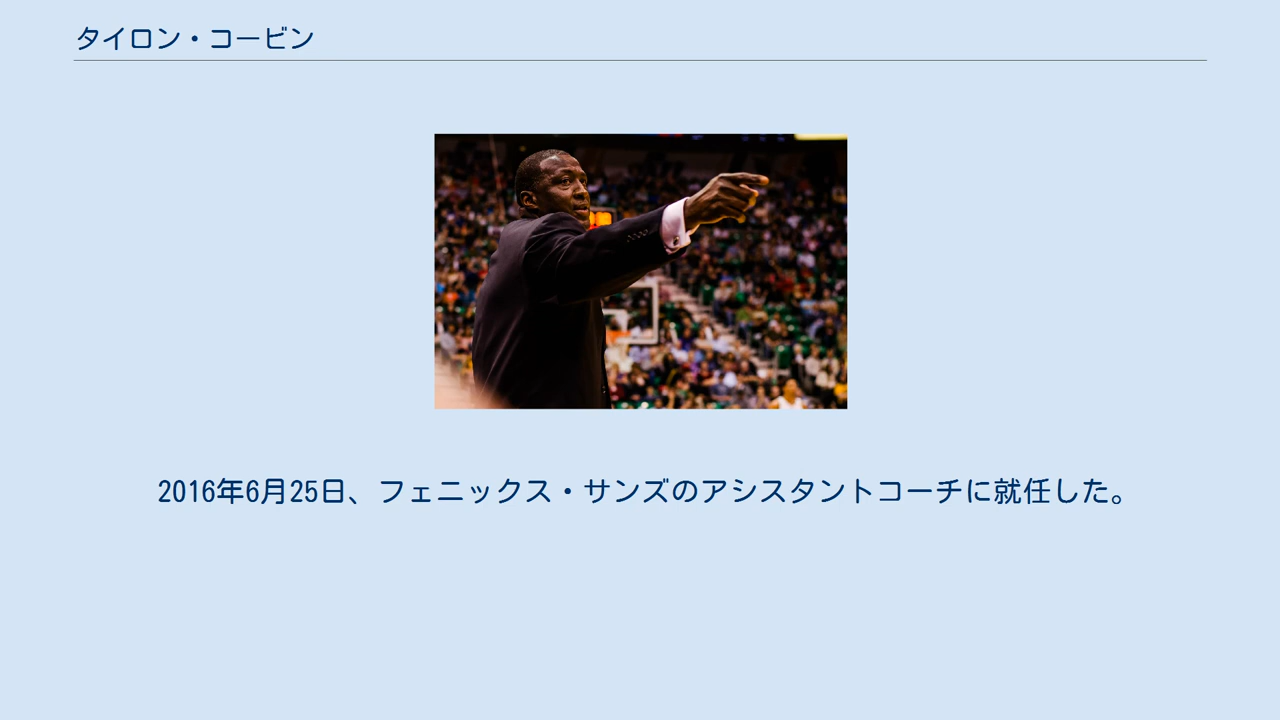 タイロン・コービン
2016年6月25日、フェニックス・サンズのアシスタントコーチに就任した。